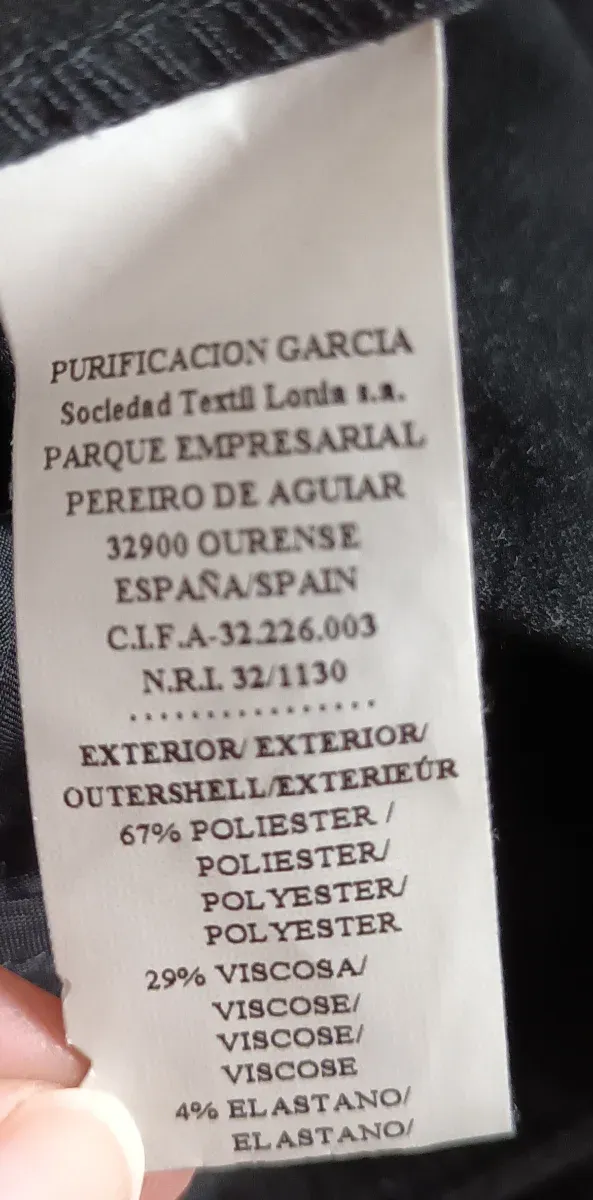 PURIFICACION GARCIA
Sociedad Textil Lonia s.a.
PARQUE EMPRESARIAL
PEREIRO DE AGUIAR
32900 OURENSE
ESPAÑA/SPAIN
C.I.F.A-32.226.003
N.R.I. 32/1130
................
EXTERIOR/ EXTERIOR/
OUTERSHELL/EXTERIEÚR
67% POLIESTER /
POLIESTER/
POLYESTER/
POLYESTER
29% VISCOSA/
VISCOSE/
VISCOSE/
VISCOSE
4% ELASTANO/
ELASTANO/